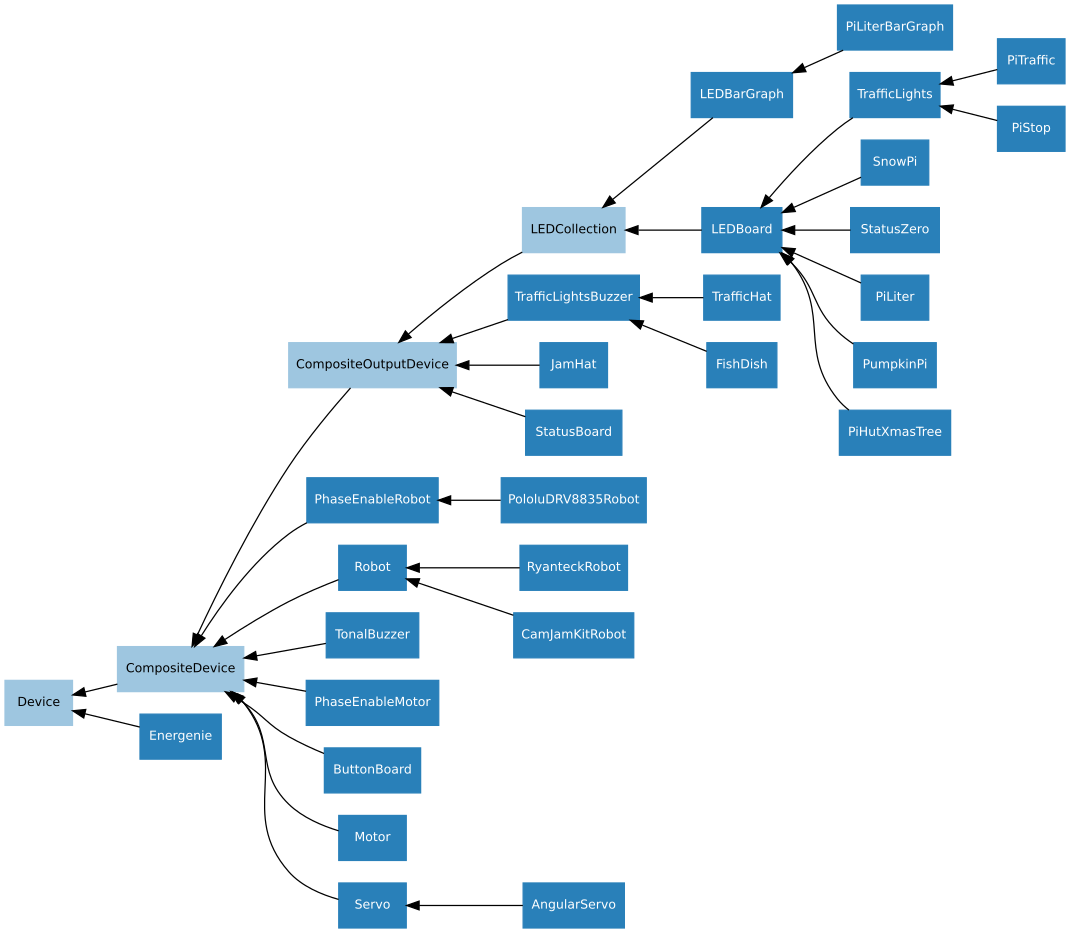 PiLiterBarGraph
PiTraffic
LEDBarGraph
TrafficLights
PiStop
SnowPi
LEDCollection
LEDBoard
StatusZero
TrafficLightsBuzzer
TrafficHat
PiLiter
CompositeOutputDevice
JamHat
FishDish
PumpkinPi
StatusBoard
PiHutXmasTree
PhaseEnableRobot
PololuDRV8835Robot
Robot
RyanteckRobot
TonalBuzzer
CamJamKitRobot
CompositeDevice
Device
PhaseEnableMotor
Energenie
ButtonBoard
Motor
Servo
AngularServo